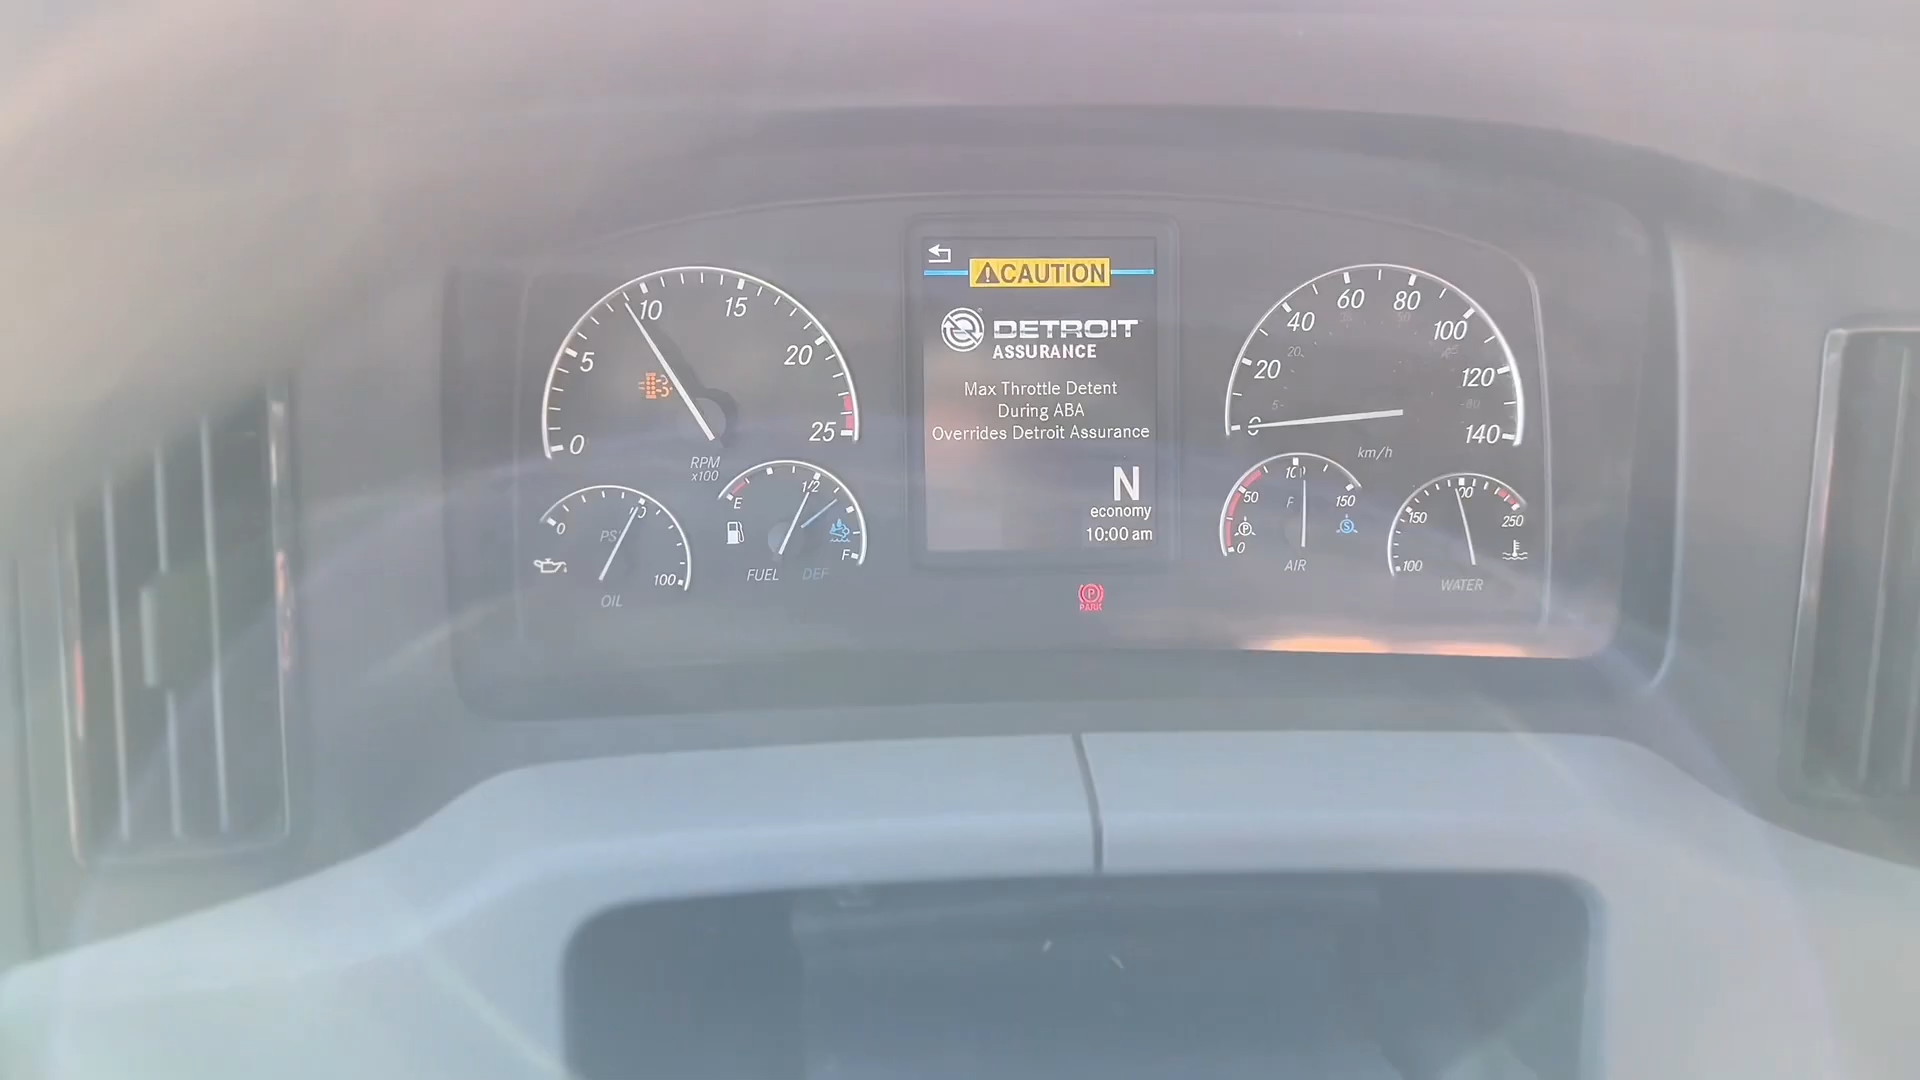 CAUTION
DETROIT
ASSURANCE
Max Throttle Detent
During ABA
Overrides Detroit Assurance
N
economy
10:00 am
0
5
10
15
20
25
RPM
x100
0
100
OIL
E
1/2
F
FUEL
DEF
0
20
40
60
80
100
120
140
km/h
0
50
100
150
AIR
100
150
250
WATER
P
PARK